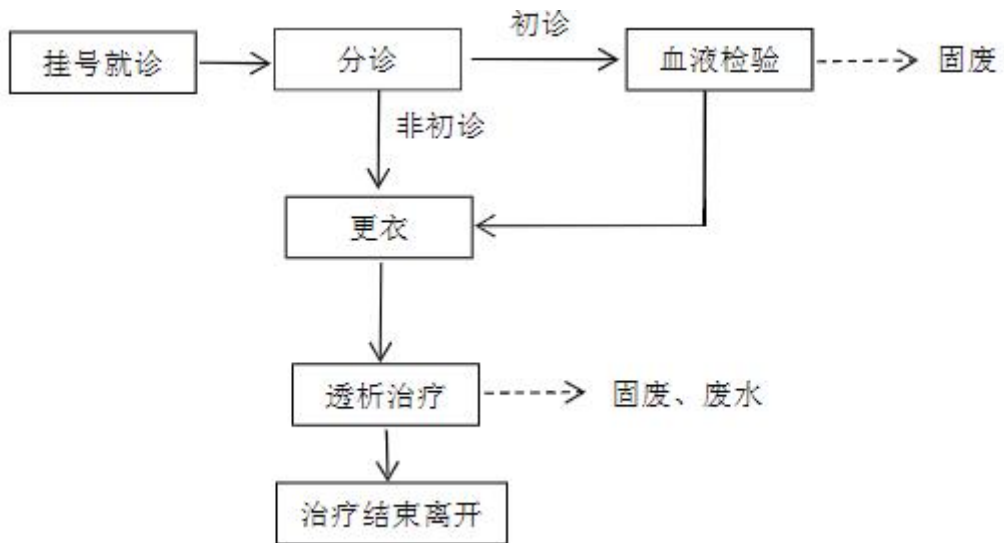 挂号就诊
分诊
初诊
血液检验
固废
非初诊
更衣
透析治疗
固废、废水
治疗结束离开